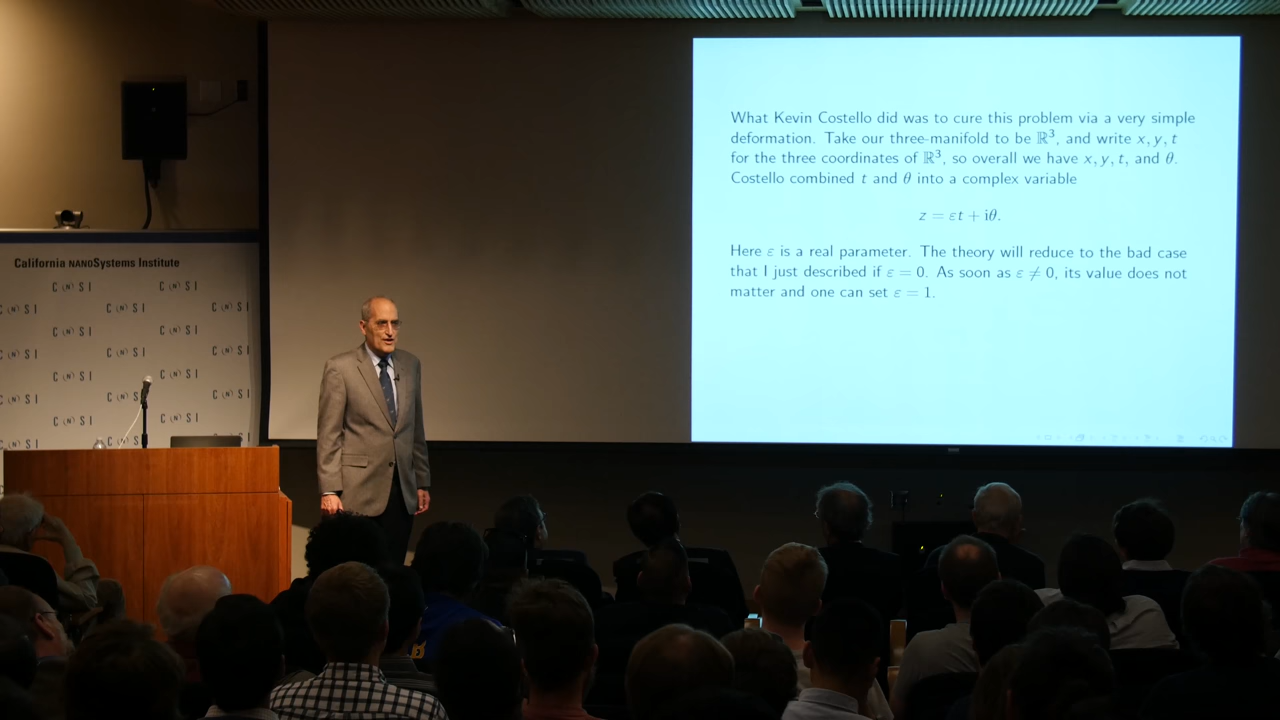 What Kevin Costello did was to cure this problem via a very simple
deformation. Take our three-manifold to be ℝ³, and write x, y, t
for the three coordinates of ℝ³, so overall we have x, y, t, and θ.
Costello combined t and θ into a complex variable
z = εt + iθ.
Here ε is a real parameter. The theory will reduce to the bad case
that I just described if ε = 0. As soon as ε ≠ 0, its value does not
matter and one can set ε = 1.
California NANOSystems Institute
C (N) S I C (N) S I
C (N) S I C (N) S I C (N) S I
C (N) S I C (N) S I
C (N) S I C (N) S I C (N) S I
C (N) S I C (N) S I
C (N) S I C (N) S I
C (N) S I C (N) S I